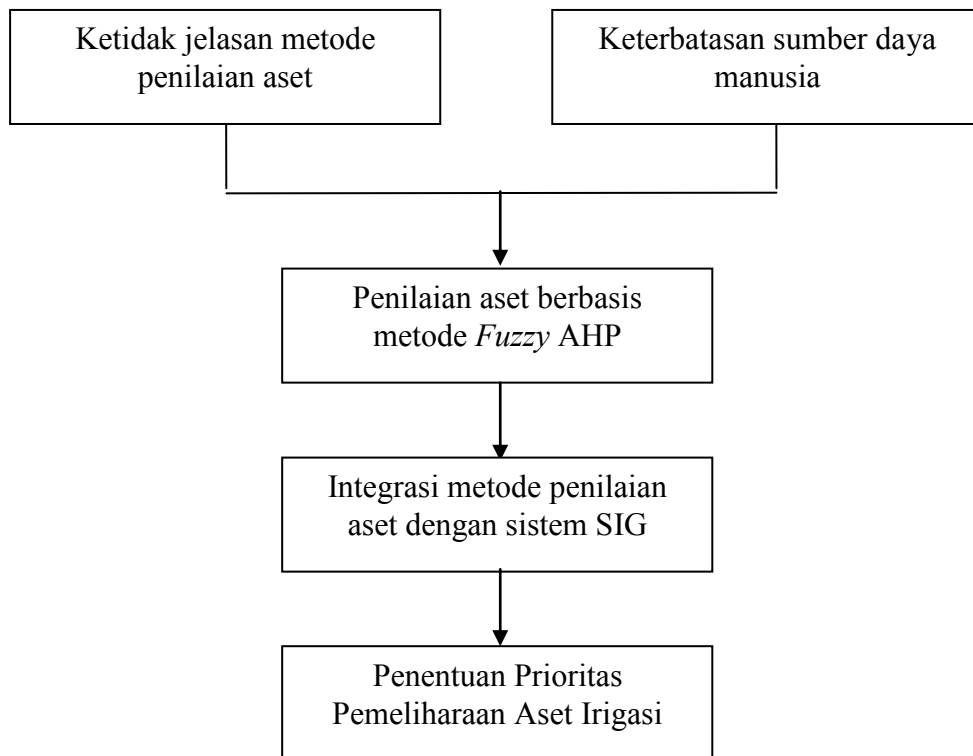 Ketidak jelasan metode
penilaian aset
Keterbatasan sumber daya
manusia
Penilaian aset berbasis
metode Fuzzy AHP
Integrasi metode penilaian
aset dengan sistem SIG
Penentuan Prioritas
Pemeliharaan Aset Irigasi